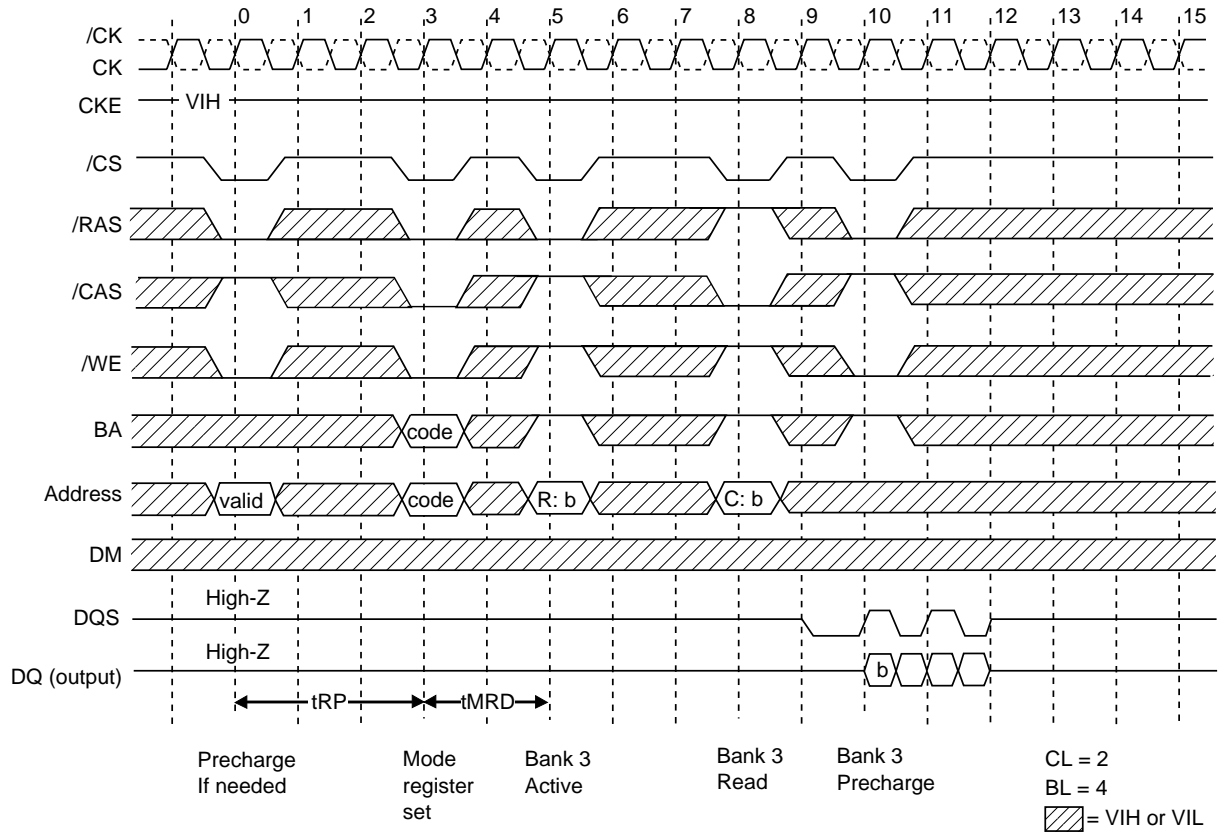 0 1 2 3 4 5 6 7 8 9 10 11 12 13 14 15
/CK
CK
CKE VIH
/CS
/RAS
/CAS
/WE
BA code
Address valid code R: b C: b
DM
High-Z
DQS
High-Z
DQ (output) b
tRP tMRD
Precharge
If needed
Mode
register
set
Bank 3
Active
Bank 3
Read
Bank 3
Precharge
CL = 2
BL = 4
= VIH or VIL